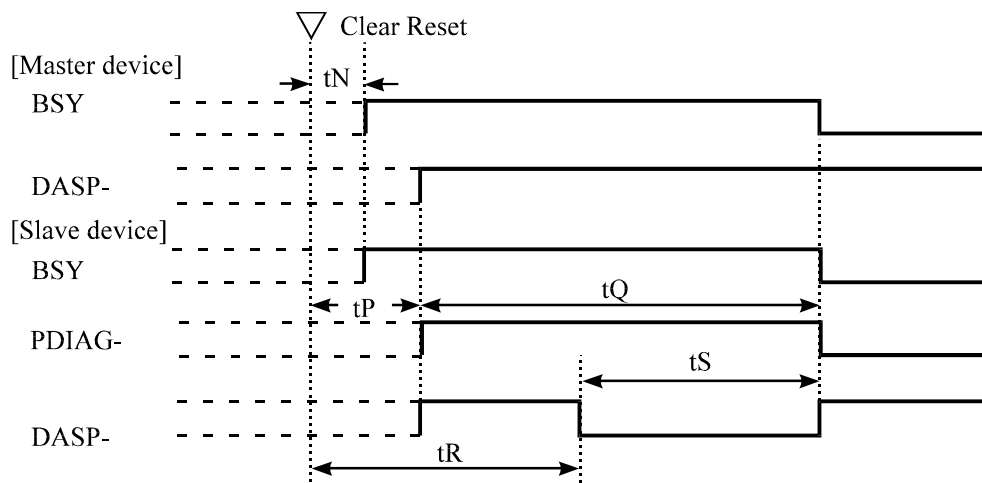 Clear Reset
[Master device]
tN
BSY
DASP-
[Slave device]
BSY
tP
tQ
PDIAG-
tS
DASP-
tR